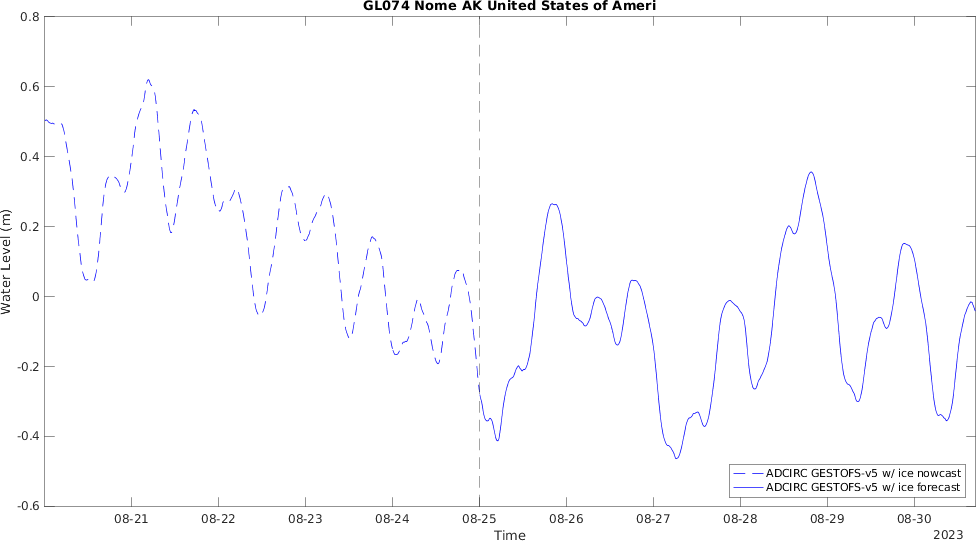 GL074 Nome AK United States of Ameri
0.8
0.6
0.4
0.2
0
-0.2
-0.4
-0.6
Water Level (m)
ADCIRC GESTOFS-v5 w/ ice nowcast
ADCIRC GESTOFS-v5 w/ ice forecast
08-21 08-22 08-23 08-24 08-25 08-26 08-27 08-28 08-29 08-30
Time
2023